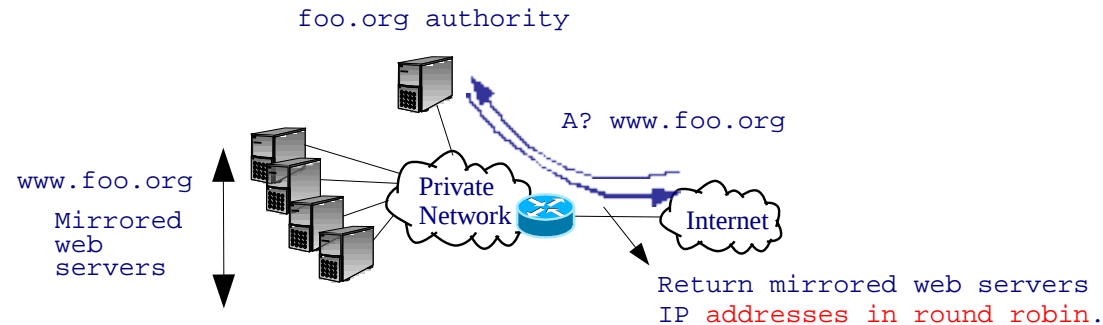 foo.org authority
A? www.foo.org
www.foo.org
Mirrored
web
servers
Private
Network
Internet
Return mirrored web servers
IP addresses in round robin.